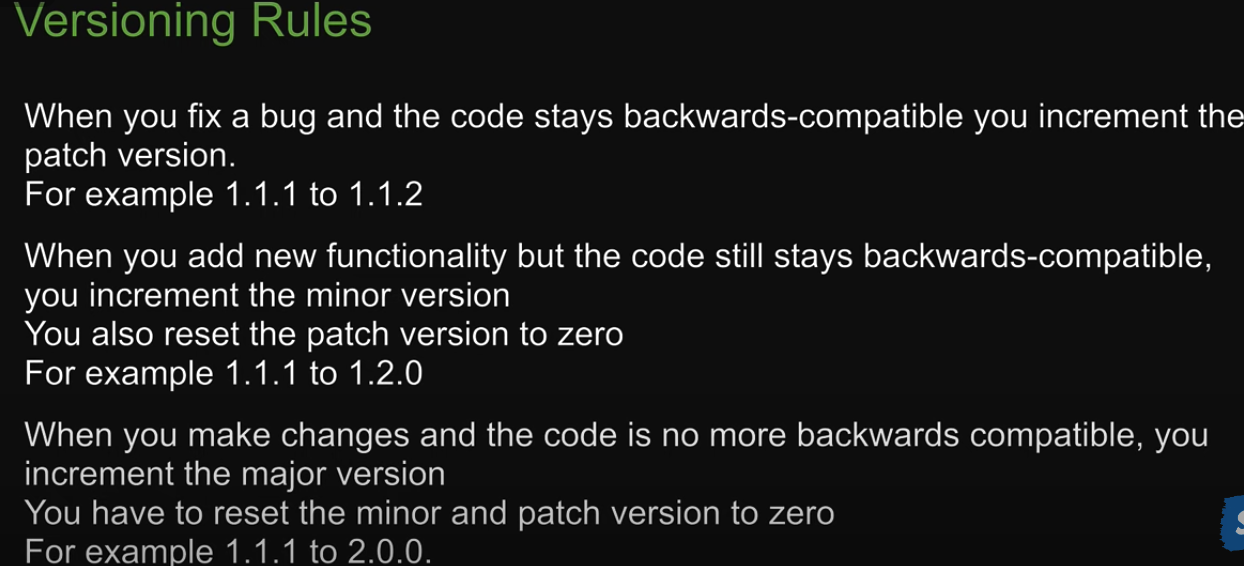 Versioning Rules
When you fix a bug and the code stays backwards-compatible you increment the
patch version.
For example 1.1.1 to 1.1.2
When you add new functionality but the code still stays backwards-compatible,
you increment the minor version
You also reset the patch version to zero
For example 1.1.1 to 1.2.0
When you make changes and the code is no more backwards compatible, you
increment the major version
You have to reset the minor and patch version to zero
For example 1.1.1 to 2.0.0.